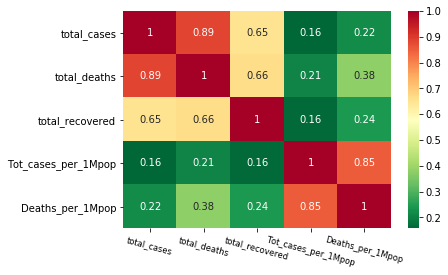 total_cases 1 0.89 0.65 0.16 0.22
total_deaths 0.89 1 0.66 0.21 0.38
total_recovered 0.65 0.66 1 0.16 0.24
Tot_cases_per_1Mpop 0.16 0.21 0.16 1 0.85
Deaths_per_1Mpop 0.22 0.38 0.24 0.85 1
total_cases total_deaths total_recovered Tot_cases_per_1Mpop Deaths_per_1Mpop
1.0
0.9
0.8
0.7
0.6
0.5
0.4
0.3
0.2